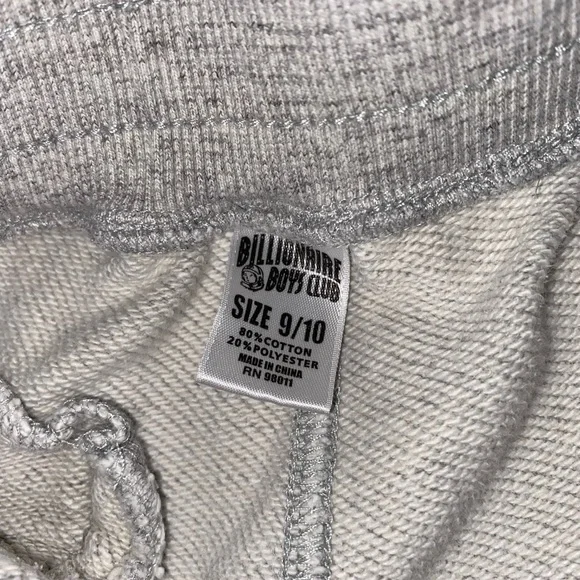 BILLIONAIRE
BOYS CLUB
SIZE 9/10
80% COTTON
20% POLYESTER
MADE IN CHINA
RN 98011